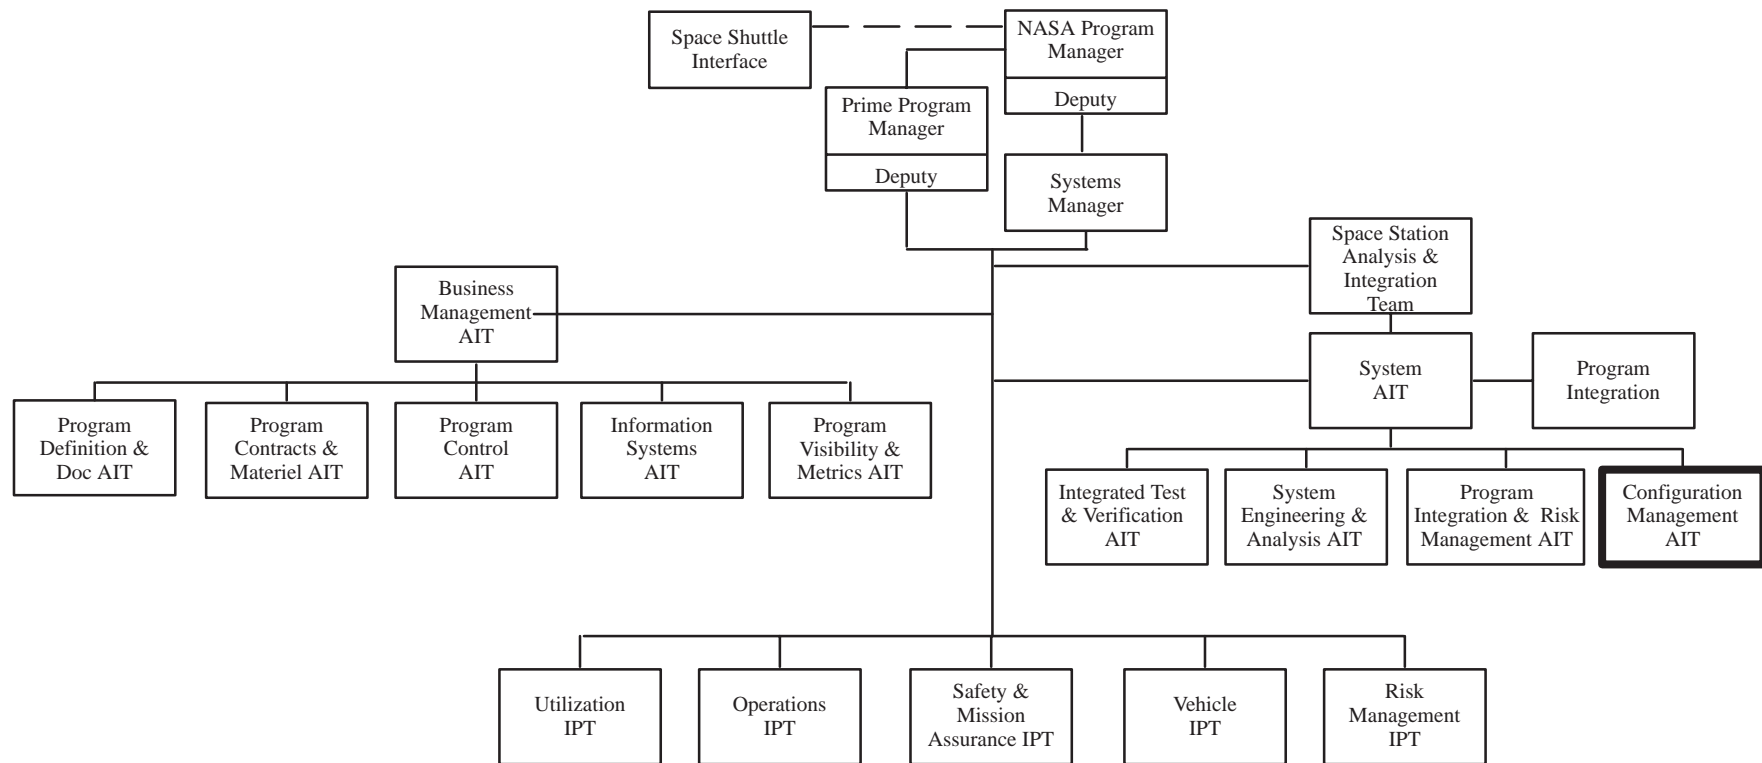 Space Shuttle
Interface
NASA Program
Manager
Deputy
Prime Program
Manager
Deputy
Systems
Manager
Space Station
Analysis &
Integration
Team
Business
Management
AIT
System
AIT
Program
Integration
Program
Definition &
Doc AIT
Program
Contracts &
Materiel AIT
Program
Control
AIT
Information
Systems
AIT
Program
Visibility &
Metrics AIT
Integrated Test
& Verification
AIT
System
Engineering &
Analysis AIT
Program
Integration & Risk
Management AIT
Configuration
Management
AIT
Utilization
IPT
Operations
IPT
Safety &
Mission
Assurance IPT
Vehicle
IPT
Risk
Management
IPT